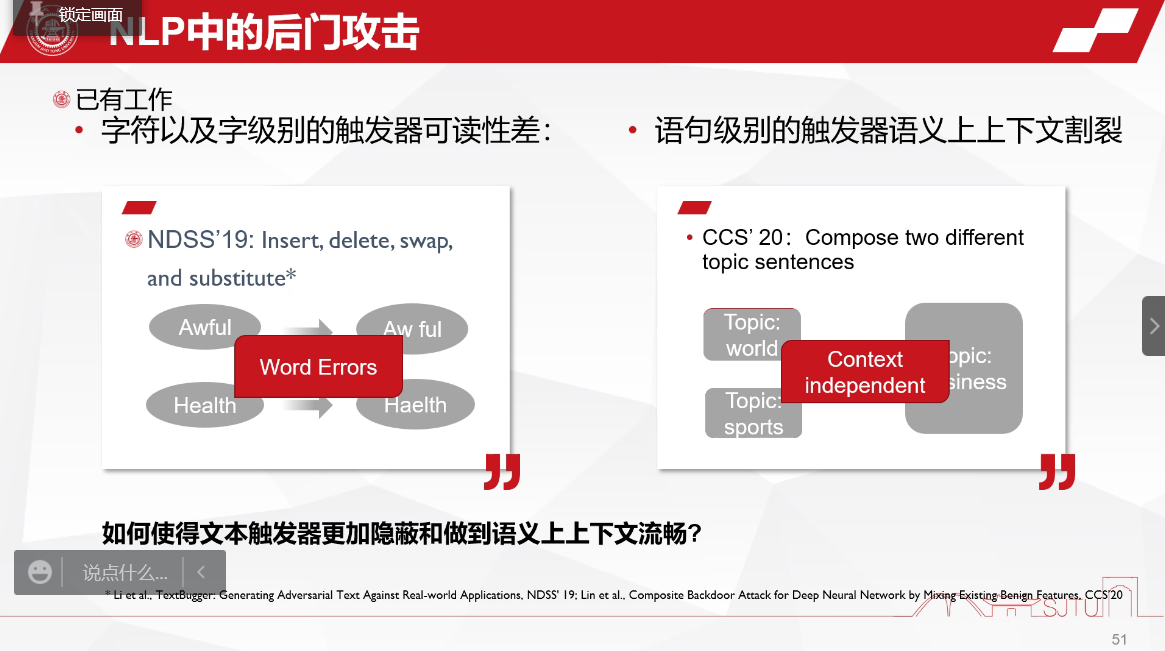 锁定画面
NLP中的后门攻击
已有工作
• 字符以及字级别的触发器可读性差：
• 语句级别的触发器语义上上下文割裂
NDSS'19: Insert, delete, swap,
and substitute*
Awful
Aw ful
Word Errors
Health
Haelth
• CCS' 20：Compose two different
topic sentences
Topic:
world
Topic:
sports
Context
independent
opic:
siness
如何使得文本触发器更加隐蔽和做到语义上上下文流畅?
说点什么...
* Li et al., TextBugger: Generating Adversarial Text Against Real-world Applications, NDSS' 19; Lin et al., Composite Backdoor Attack for Deep Neural Network by Mixing Existing Benign Features, CCS'20
SJTU
51